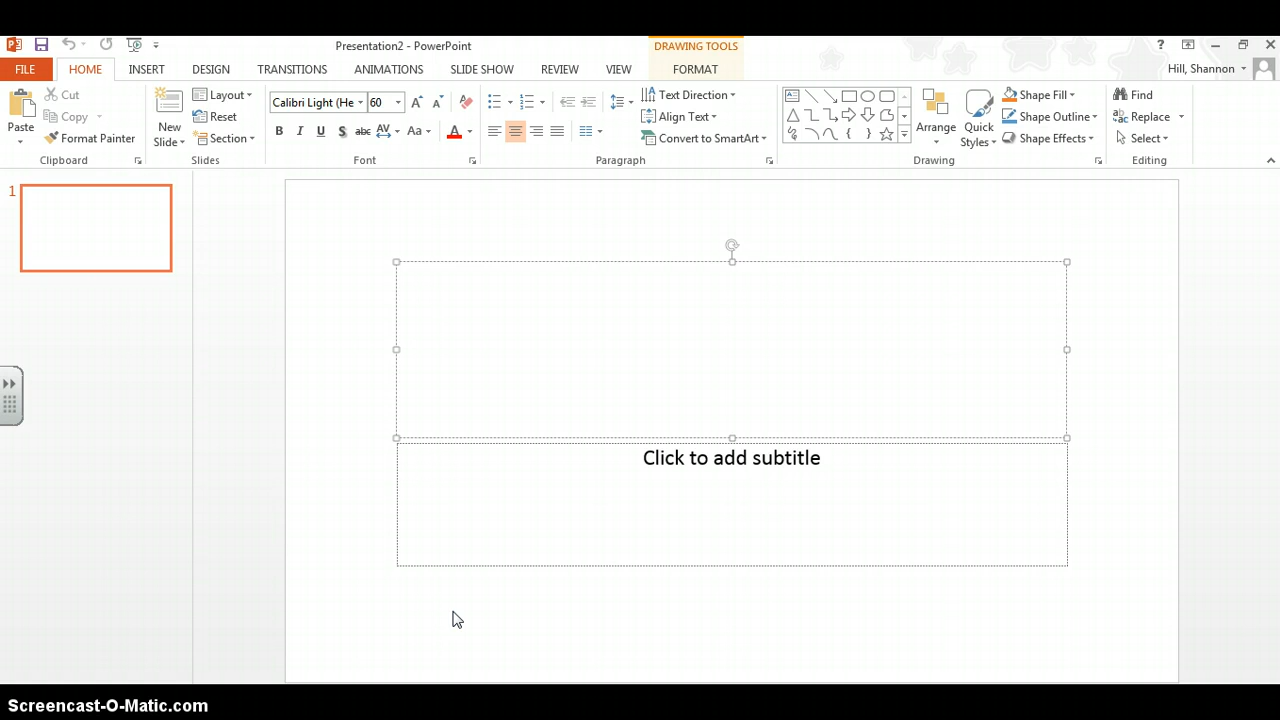 Presentation2 - PowerPoint
DRAWING TOOLS
?
FILE HOME INSERT DESIGN TRANSITIONS ANIMATIONS SLIDE SHOW REVIEW VIEW FORMAT Hill, Shannon
Paste
Cut
Copy
Format Painter
Clipboard
New Slide
Layout
Reset
Section
Slides
Calibri Light (He 60
B I U S abc AV Aa A
Font
Text Direction
Align Text
Convert to SmartArt
Paragraph
Arrange
Quick Styles
Shape Fill
Shape Outline
Shape Effects
Drawing
Find
Replace
Select
Editing
1
Click to add subtitle
Screencast-O-Matic.com